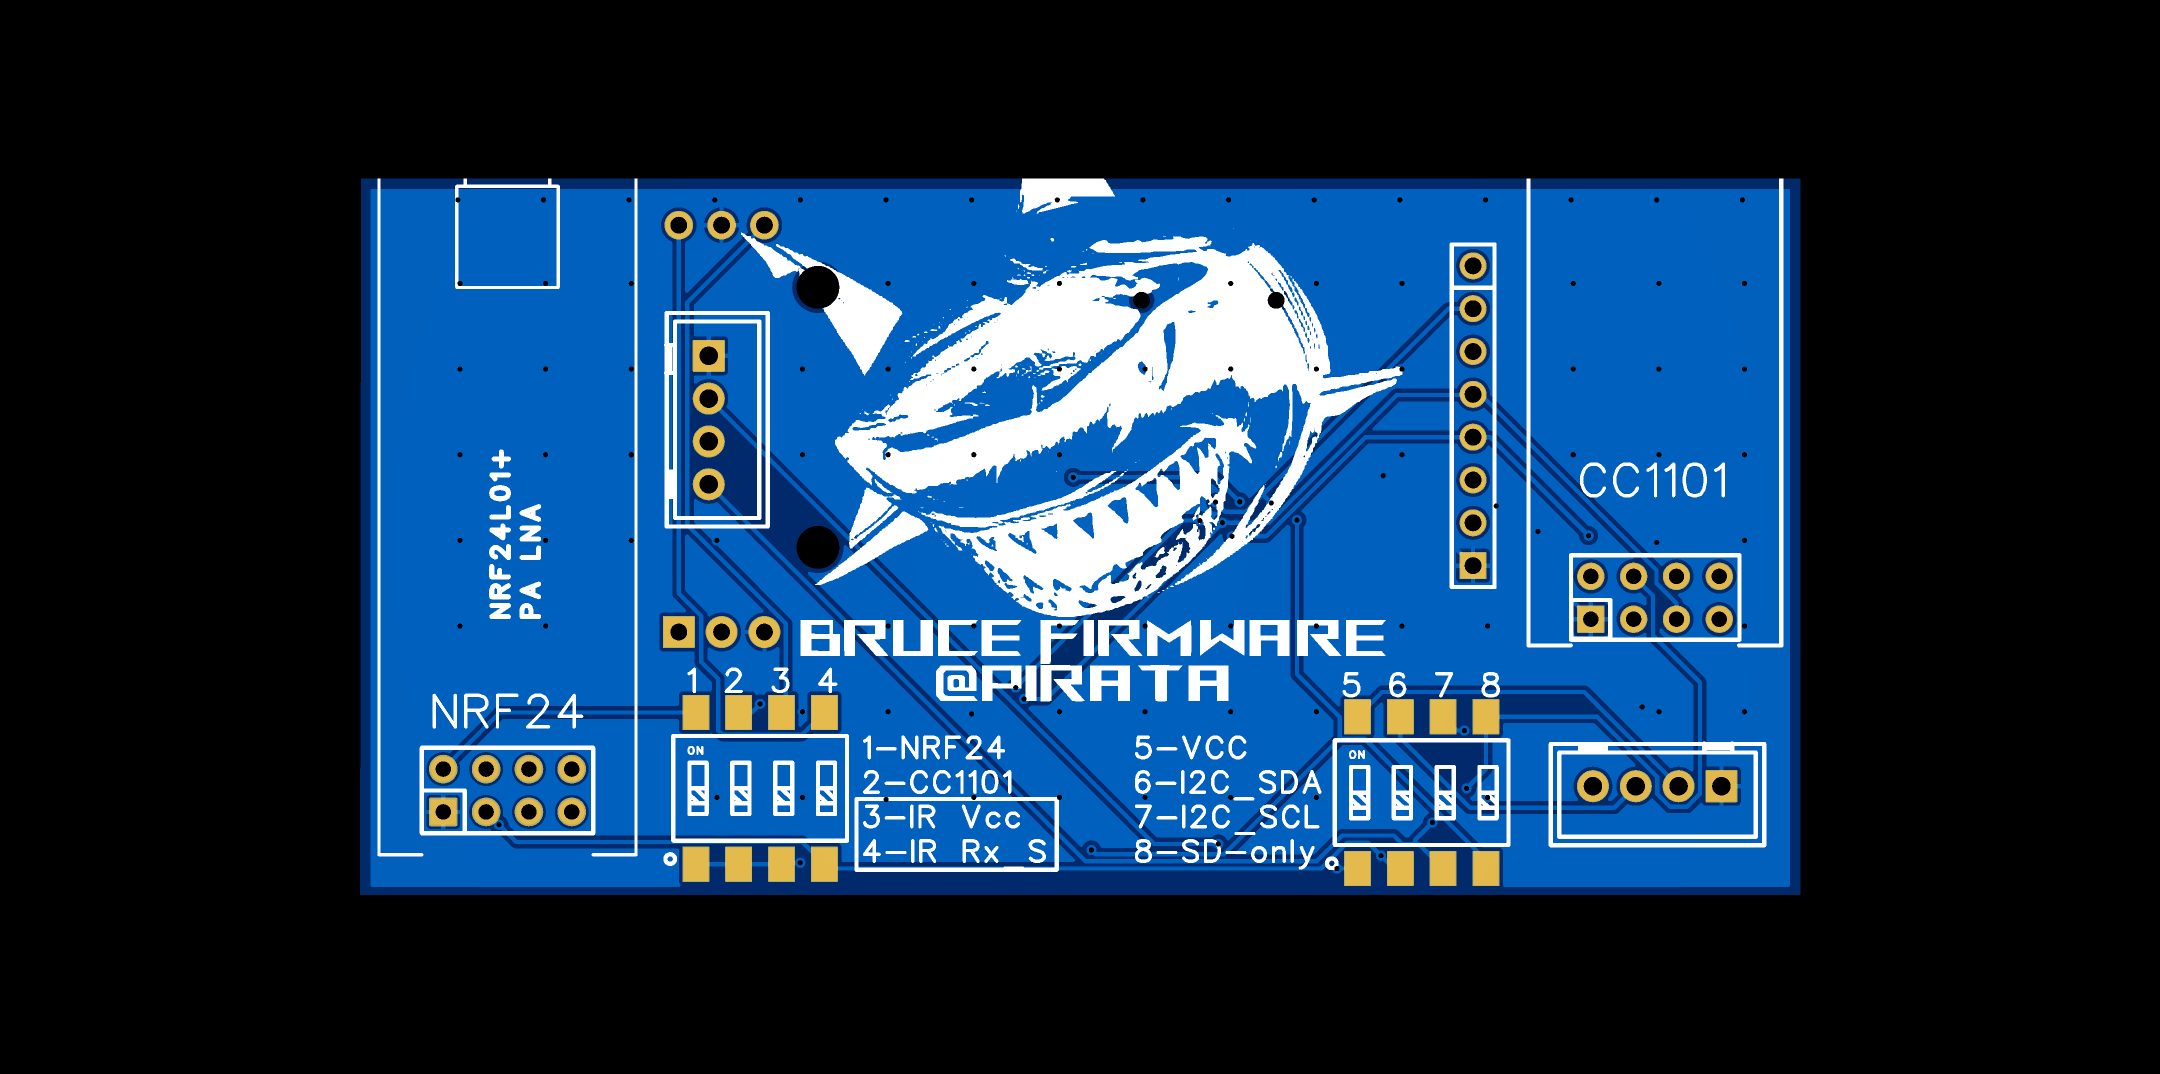 NRF24L01+
PA LNA
CC1101
BRUCE FIRMWARE
@PIRATA
1 2 3 4
5 6 7 8
NRF24
ON
1-NRF24
2-CC1101
3-IR Vcc
4-IR Rx_S
5-VCC
6-I2C_SDA
7-I2C_SCL
8-SD-only
ON